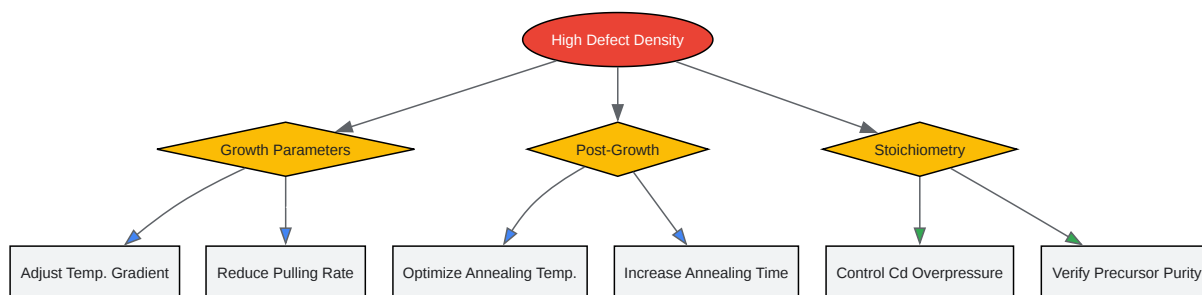 High Defect Density
Growth Parameters
Post-Growth
Stoichiometry
Adjust Temp. Gradient
Reduce Pulling Rate
Optimize Annealing Temp.
Increase Annealing Time
Control Cd Overpressure
Verify Precursor Purity